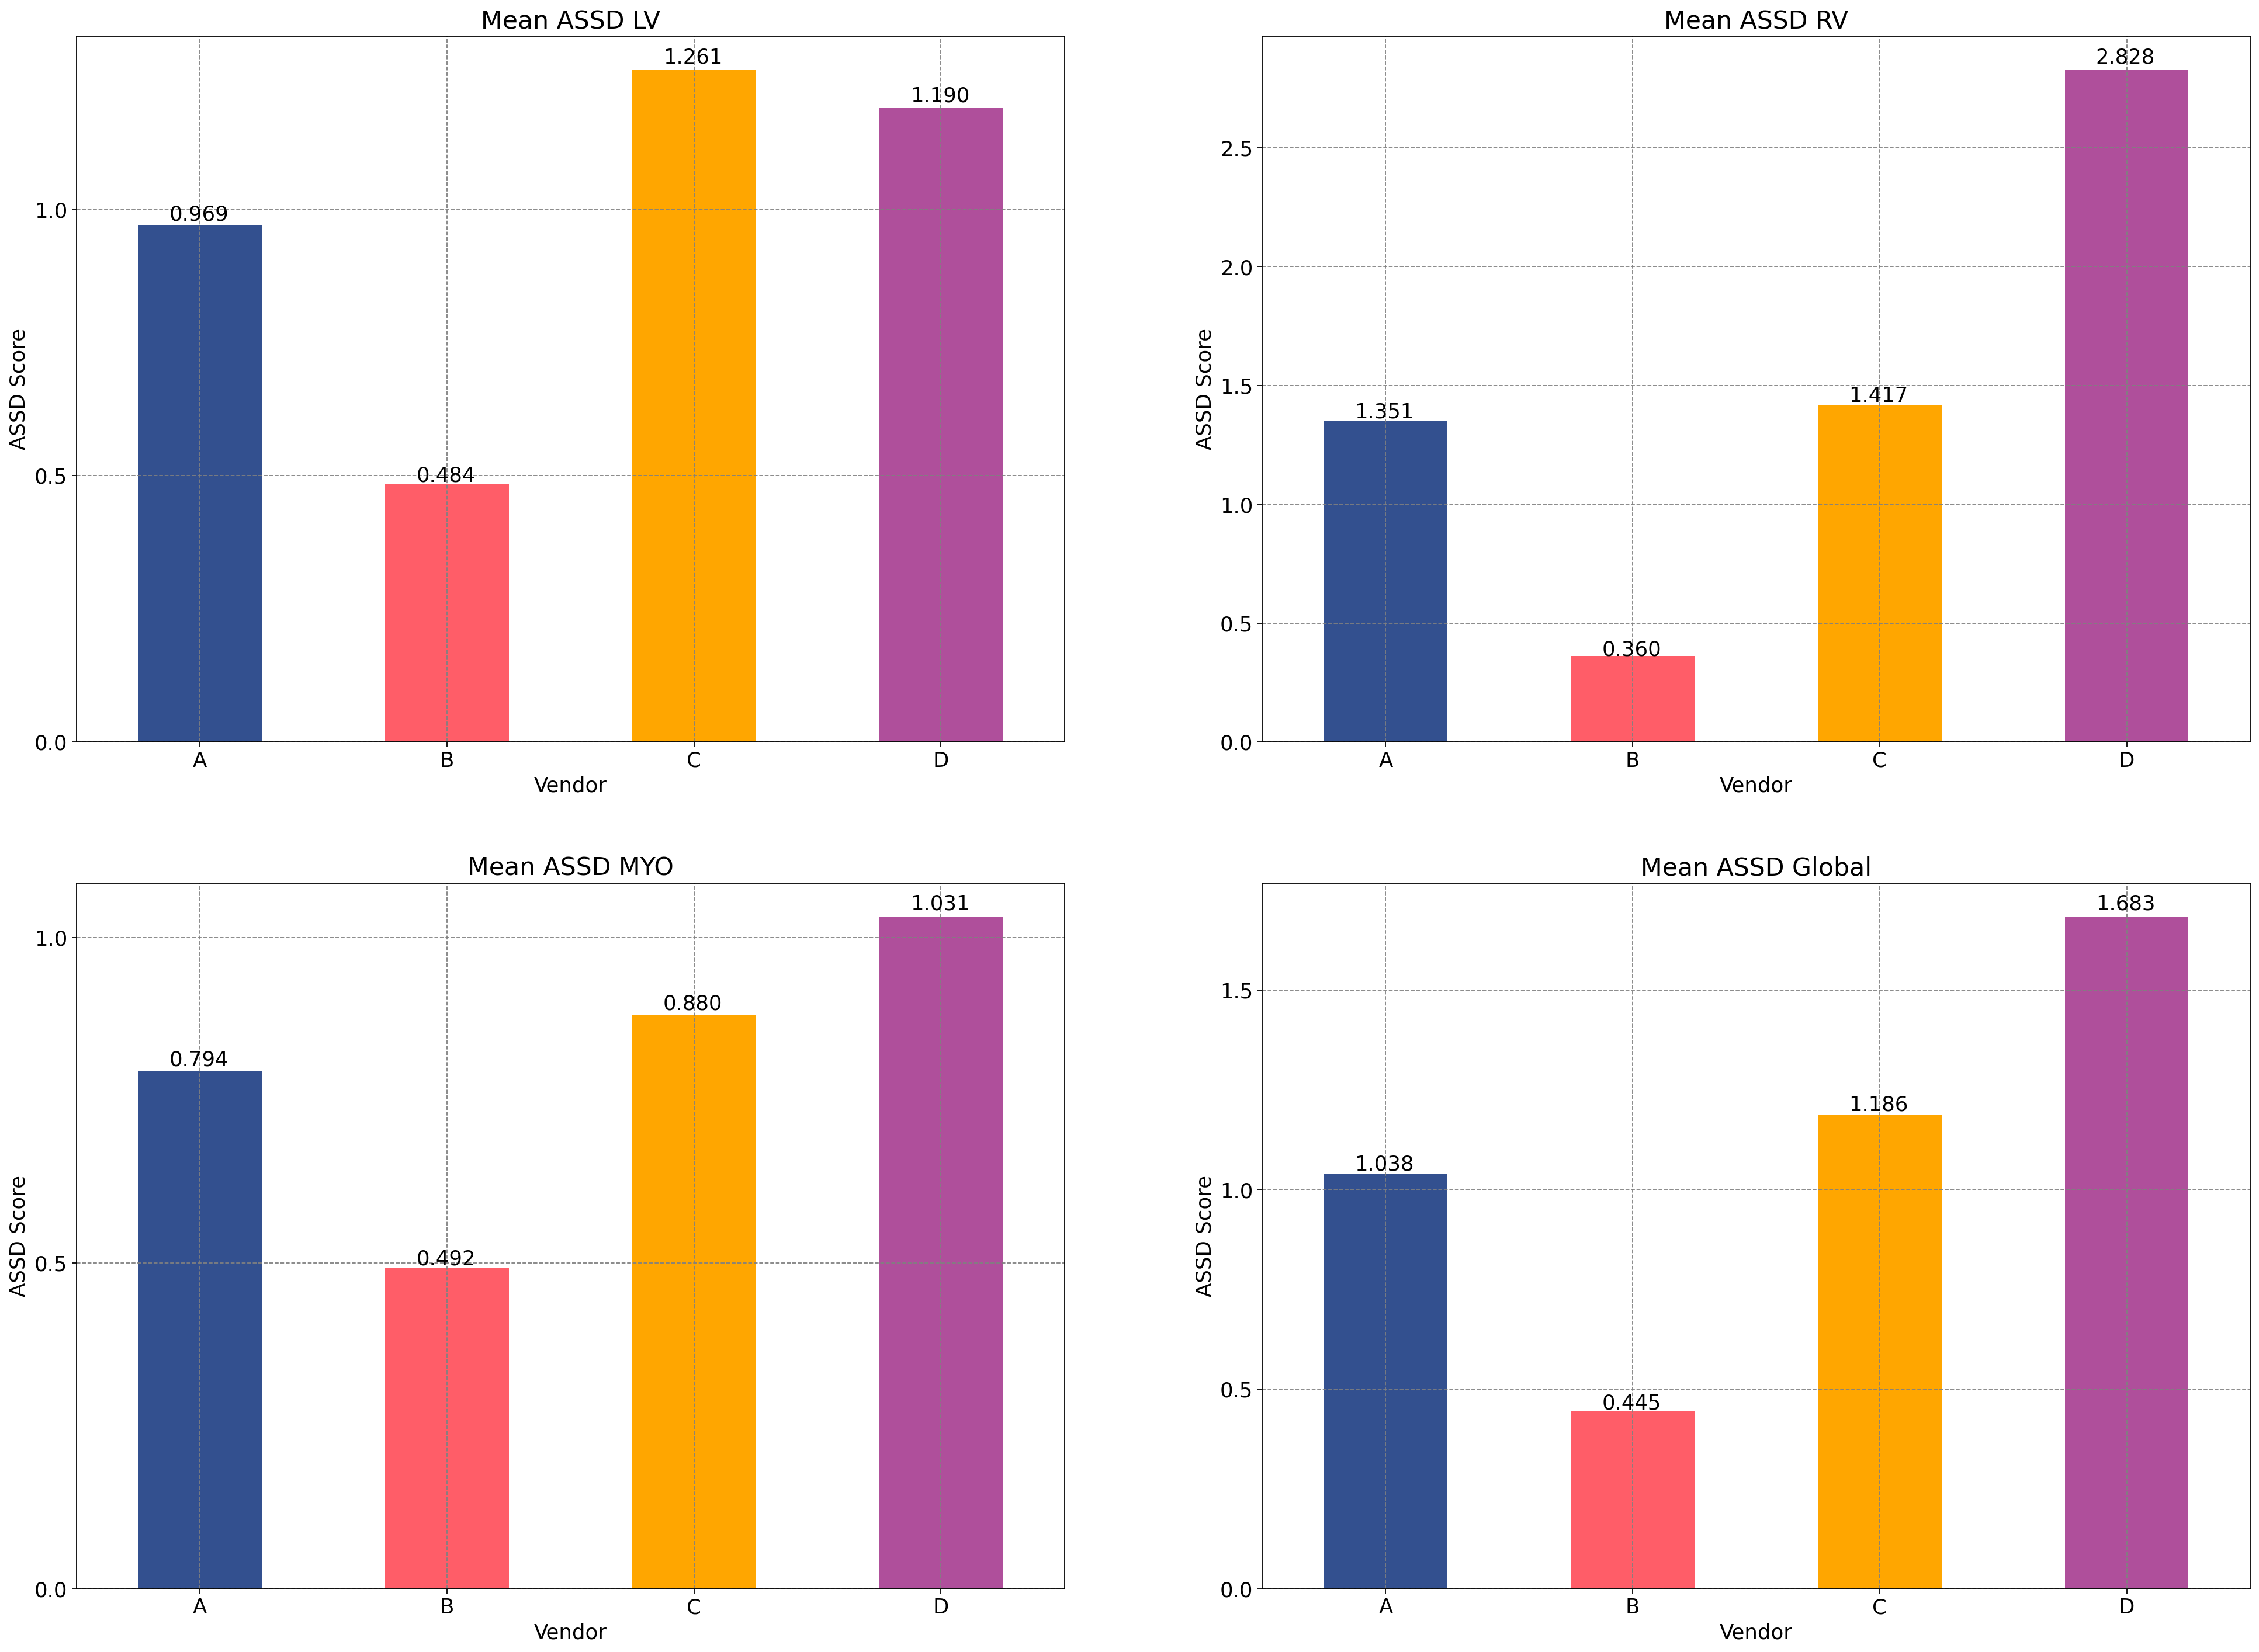 Mean ASSD LV
ASSD Score
1.0
0.5
0.0
0.969
0.484
1.261
1.190
A B C D
Vendor
Mean ASSD RV
ASSD Score
2.5
2.0
1.5
1.0
0.5
0.0
1.351
0.360
1.417
2.828
A B C D
Vendor
Mean ASSD MYO
ASSD Score
1.0
0.5
0.0
0.794
0.492
0.880
1.031
A B C D
Vendor
Mean ASSD Global
ASSD Score
1.5
1.0
0.5
0.0
1.038
0.445
1.186
1.683
A B C D
Vendor